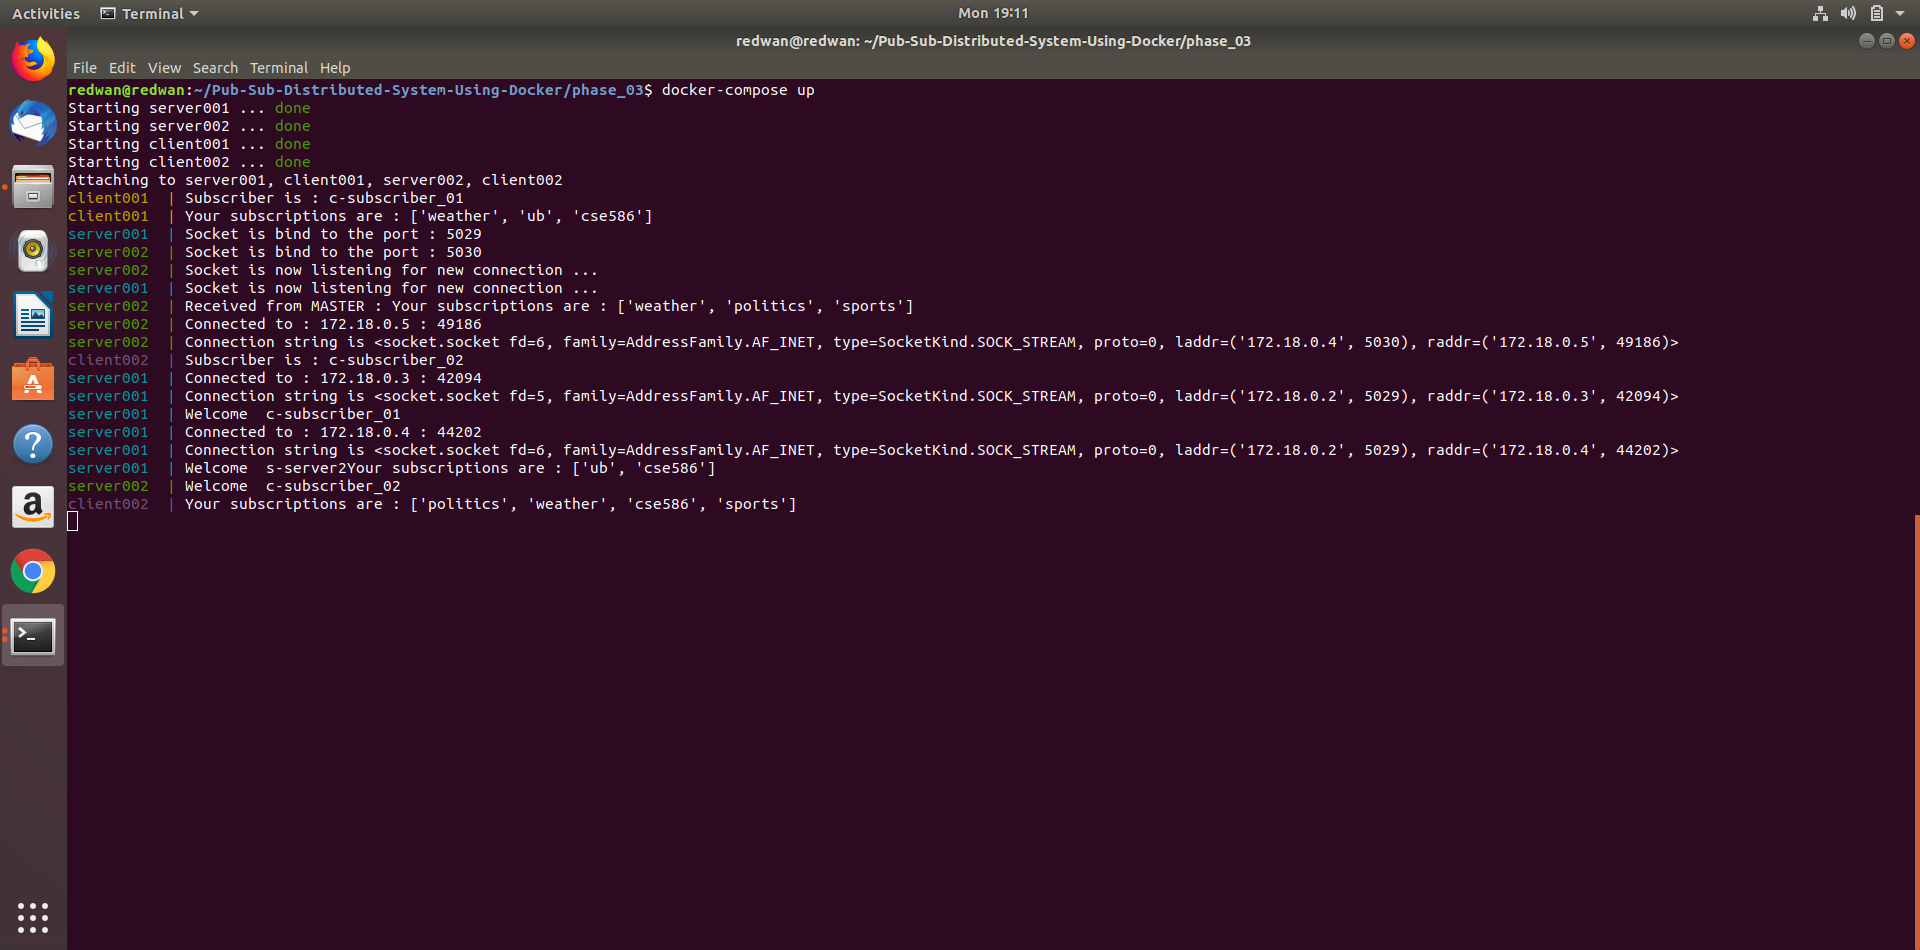 Activities Terminal Mon 19:11
redwan@redwan: ~/Pub-Sub-Distributed-System-Using-Docker/phase_03
File Edit View Search Terminal Help
redwan@redwan:~/Pub-Sub-Distributed-System-Using-Docker/phase_03$ docker-compose up
Starting server001 ... done
Starting server002 ... done
Starting client001 ... done
Starting client002 ... done
Attaching to server001, client001, server002, client002
client001  | Subscriber is : c-subscriber_01
client001  | Your subscriptions are : ['weather', 'ub', 'cse586']
server001  | Socket is bind to the port : 5029
server002  | Socket is bind to the port : 5030
server002  | Socket is now listening for new connection ...
server001  | Socket is now listening for new connection ...
server002  | Received from MASTER : Your subscriptions are : ['weather', 'politics', 'sports']
server002  | Connected to : 172.18.0.5 : 49186
server002  | Connection string is <socket.socket fd=6, family=AddressFamily.AF_INET, type=SocketKind.SOCK_STREAM, proto=0, laddr=('172.18.0.4', 5030), raddr=('172.18.0.5', 49186)>
client002  | Subscriber is : c-subscriber_02
server001  | Connected to : 172.18.0.3 : 42094
server001  | Connection string is <socket.socket fd=5, family=AddressFamily.AF_INET, type=SocketKind.SOCK_STREAM, proto=0, laddr=('172.18.0.2', 5029), raddr=('172.18.0.3', 42094)>
server001  | Welcome  c-subscriber_01
server001  | Connected to : 172.18.0.4 : 44202
server001  | Connection string is <socket.socket fd=6, family=AddressFamily.AF_INET, type=SocketKind.SOCK_STREAM, proto=0, laddr=('172.18.0.2', 5029), raddr=('172.18.0.4', 44202)>
server001  | Welcome  s-server2Your subscriptions are : ['ub', 'cse586']
server002  | Welcome  c-subscriber_02
client002  | Your subscriptions are : ['politics', 'weather', 'cse586', 'sports']